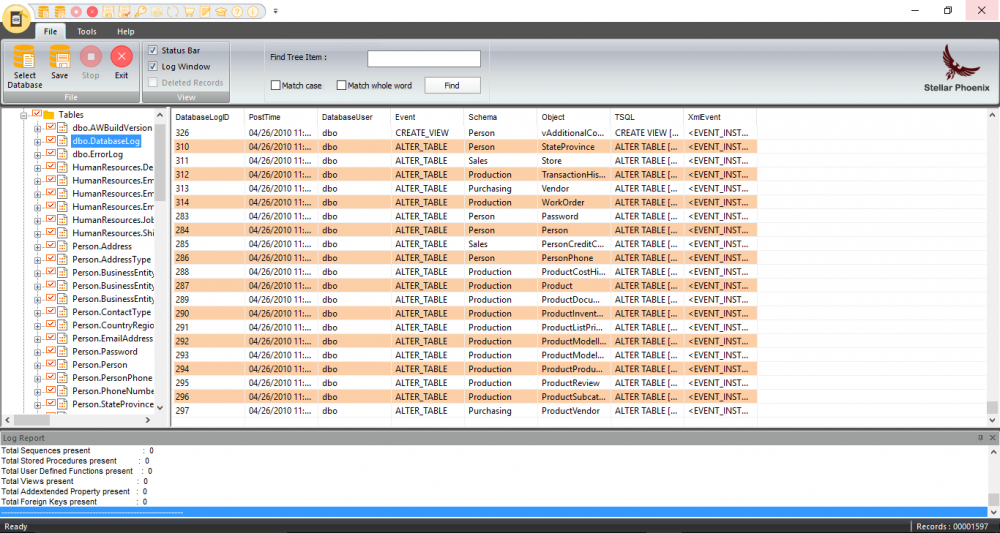 File Tools Help
Select Database
Save
Stop
Exit
File
Status Bar
Log Window
Deleted Records
View
Find Tree Item :
Match case
Match whole word
Find
Stellar Phoenix
Tables
dbo.AWBuildVersion
dbo.DatabaseLog
dbo.ErrorLog
HumanResources.De
HumanResources.Em
HumanResources.Em
HumanResources.Em
HumanResources.Job
HumanResources.Shi
Person.Address
Person.AddressType
Person.BusinessEntity
Person.BusinessEntity
Person.BusinessEntity
Person.ContactType
Person.CountryRegio
Person.EmailAddress
Person.Password
Person.Person
Person.PersonPhone
Person.PhoneNumbe
Person.StateProvince
DatabaseLogID PostTime DatabaseUser Event Schema Object TSQL XmlEvent
326 04/26/2010 11:... dbo CREATE_VIEW Person vAdditionalCo... CREATE VIEW [... <EVENT_INST...
310 04/26/2010 11:... dbo ALTER_TABLE Person StateProvince ALTER TABLE [... <EVENT_INST...
311 04/26/2010 11:... dbo ALTER_TABLE Sales Store ALTER TABLE [... <EVENT_INST...
312 04/26/2010 11:... dbo ALTER_TABLE Production TransactionHis... ALTER TABLE [... <EVENT_INST...
313 04/26/2010 11:... dbo ALTER_TABLE Purchasing Vendor ALTER TABLE [... <EVENT_INST...
314 04/26/2010 11:... dbo ALTER_TABLE Production WorkOrder ALTER TABLE [... <EVENT_INST...
283 04/26/2010 11:... dbo ALTER_TABLE Person Password ALTER TABLE [... <EVENT_INST...
284 04/26/2010 11:... dbo ALTER_TABLE Person Person ALTER TABLE [... <EVENT_INST...
285 04/26/2010 11:... dbo ALTER_TABLE Sales PersonCreditC... ALTER TABLE [... <EVENT_INST...
286 04/26/2010 11:... dbo ALTER_TABLE Person PersonPhone ALTER TABLE [... <EVENT_INST...
288 04/26/2010 11:... dbo ALTER_TABLE Production ProductCostHi... ALTER TABLE [... <EVENT_INST...
287 04/26/2010 11:... dbo ALTER_TABLE Production Product ALTER TABLE [... <EVENT_INST...
289 04/26/2010 11:... dbo ALTER_TABLE Production ProductDocu... ALTER TABLE [... <EVENT_INST...
290 04/26/2010 11:... dbo ALTER_TABLE Production ProductInvent... ALTER TABLE [... <EVENT_INST...
291 04/26/2010 11:... dbo ALTER_TABLE Production ProductListPri... ALTER TABLE [... <EVENT_INST...
292 04/26/2010 11:... dbo ALTER_TABLE Production ProductModelI... ALTER TABLE [... <EVENT_INST...
293 04/26/2010 11:... dbo ALTER_TABLE Production ProductModel... ALTER TABLE [... <EVENT_INST...
294 04/26/2010 11:... dbo ALTER_TABLE Production ProductProdu... ALTER TABLE [... <EVENT_INST...
295 04/26/2010 11:... dbo ALTER_TABLE Production ProductReview ALTER TABLE [... <EVENT_INST...
296 04/26/2010 11:... dbo ALTER_TABLE Production ProductSubcat... ALTER TABLE [... <EVENT_INST...
297 04/26/2010 11:... dbo ALTER_TABLE Purchasing ProductVendor ALTER TABLE [... <EVENT_INST...
Log Report
Total Sequences present : 0
Total Stored Procedures present : 0
Total User Defined Functions present : 0
Total Views present : 0
Total Addextended Property present : 0
Total Foreign Keys present : 0
Ready
Records : 00001597